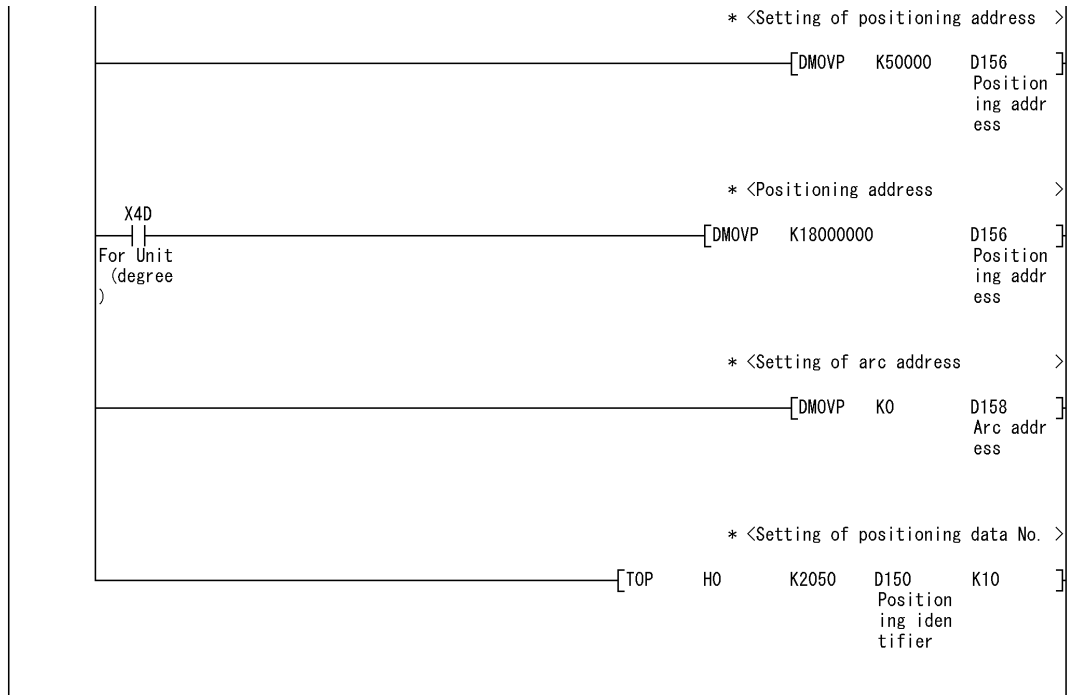 * <Setting of positioning address >
DMOVP K50000 D156
Position
ing addr
ess
* <Positioning address >
X4D
DMOVP K18000000 D156
For Unit
(degree
)
Position
ing addr
ess
* <Setting of arc address >
DMOVP K0 D158
Arc addr
ess
* <Setting of positioning data No. >
TOP H0 K2050 D150 K10
Position
ing iden
tifier